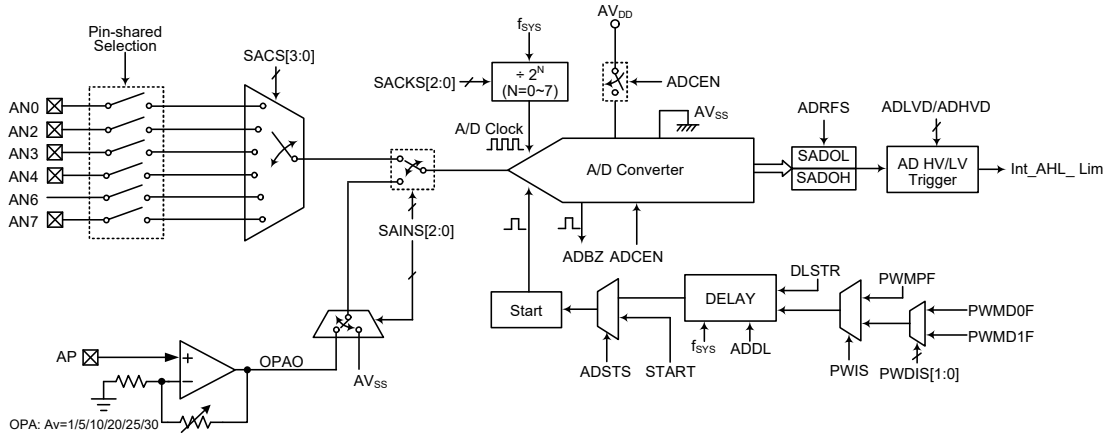 Pin-shared
Selection
SACS[3:0]
fSYS
AVDD
SACKS[2:0]
÷ 2N
(N=0~7)
ADCEN
AVSS
A/D Clock
ADRFS
ADLVD/ADHVD
AN0
AN2
AN3
AN4
AN6
AN7
A/D Converter
SADOL
SADOH
AD HV/LV
Trigger
Int_AHL_ Lim
SAINS[2:0]
ADBZ
ADCEN
DLSTR
PWMPF
Start
DELAY
PWMD0F
PWMD1F
fSYS
ADDL
ADSTS
START
PWIS
PWDIS[1:0]
AP
+
−
OPAO
AVSS
OPA: Av=1/5/10/20/25/30